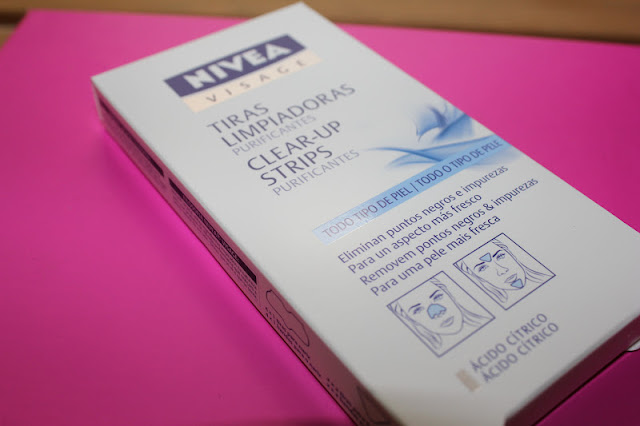 NIVEA
VISAGE
TIRAS
LIMPIADORAS
PURIFICANTES
CLEAR-UP
STRIPS
PURIFICANTES
TODO TIPO DE PIEL | TODO O TIPO DE PELE
Eliminan puntos negros e impurezas
Para un aspecto más fresco
Removem pontos negros & impurezas
Para uma pele mais fresca
ÁCIDO CÍTRICO
ÁCIDO CÍTRICO